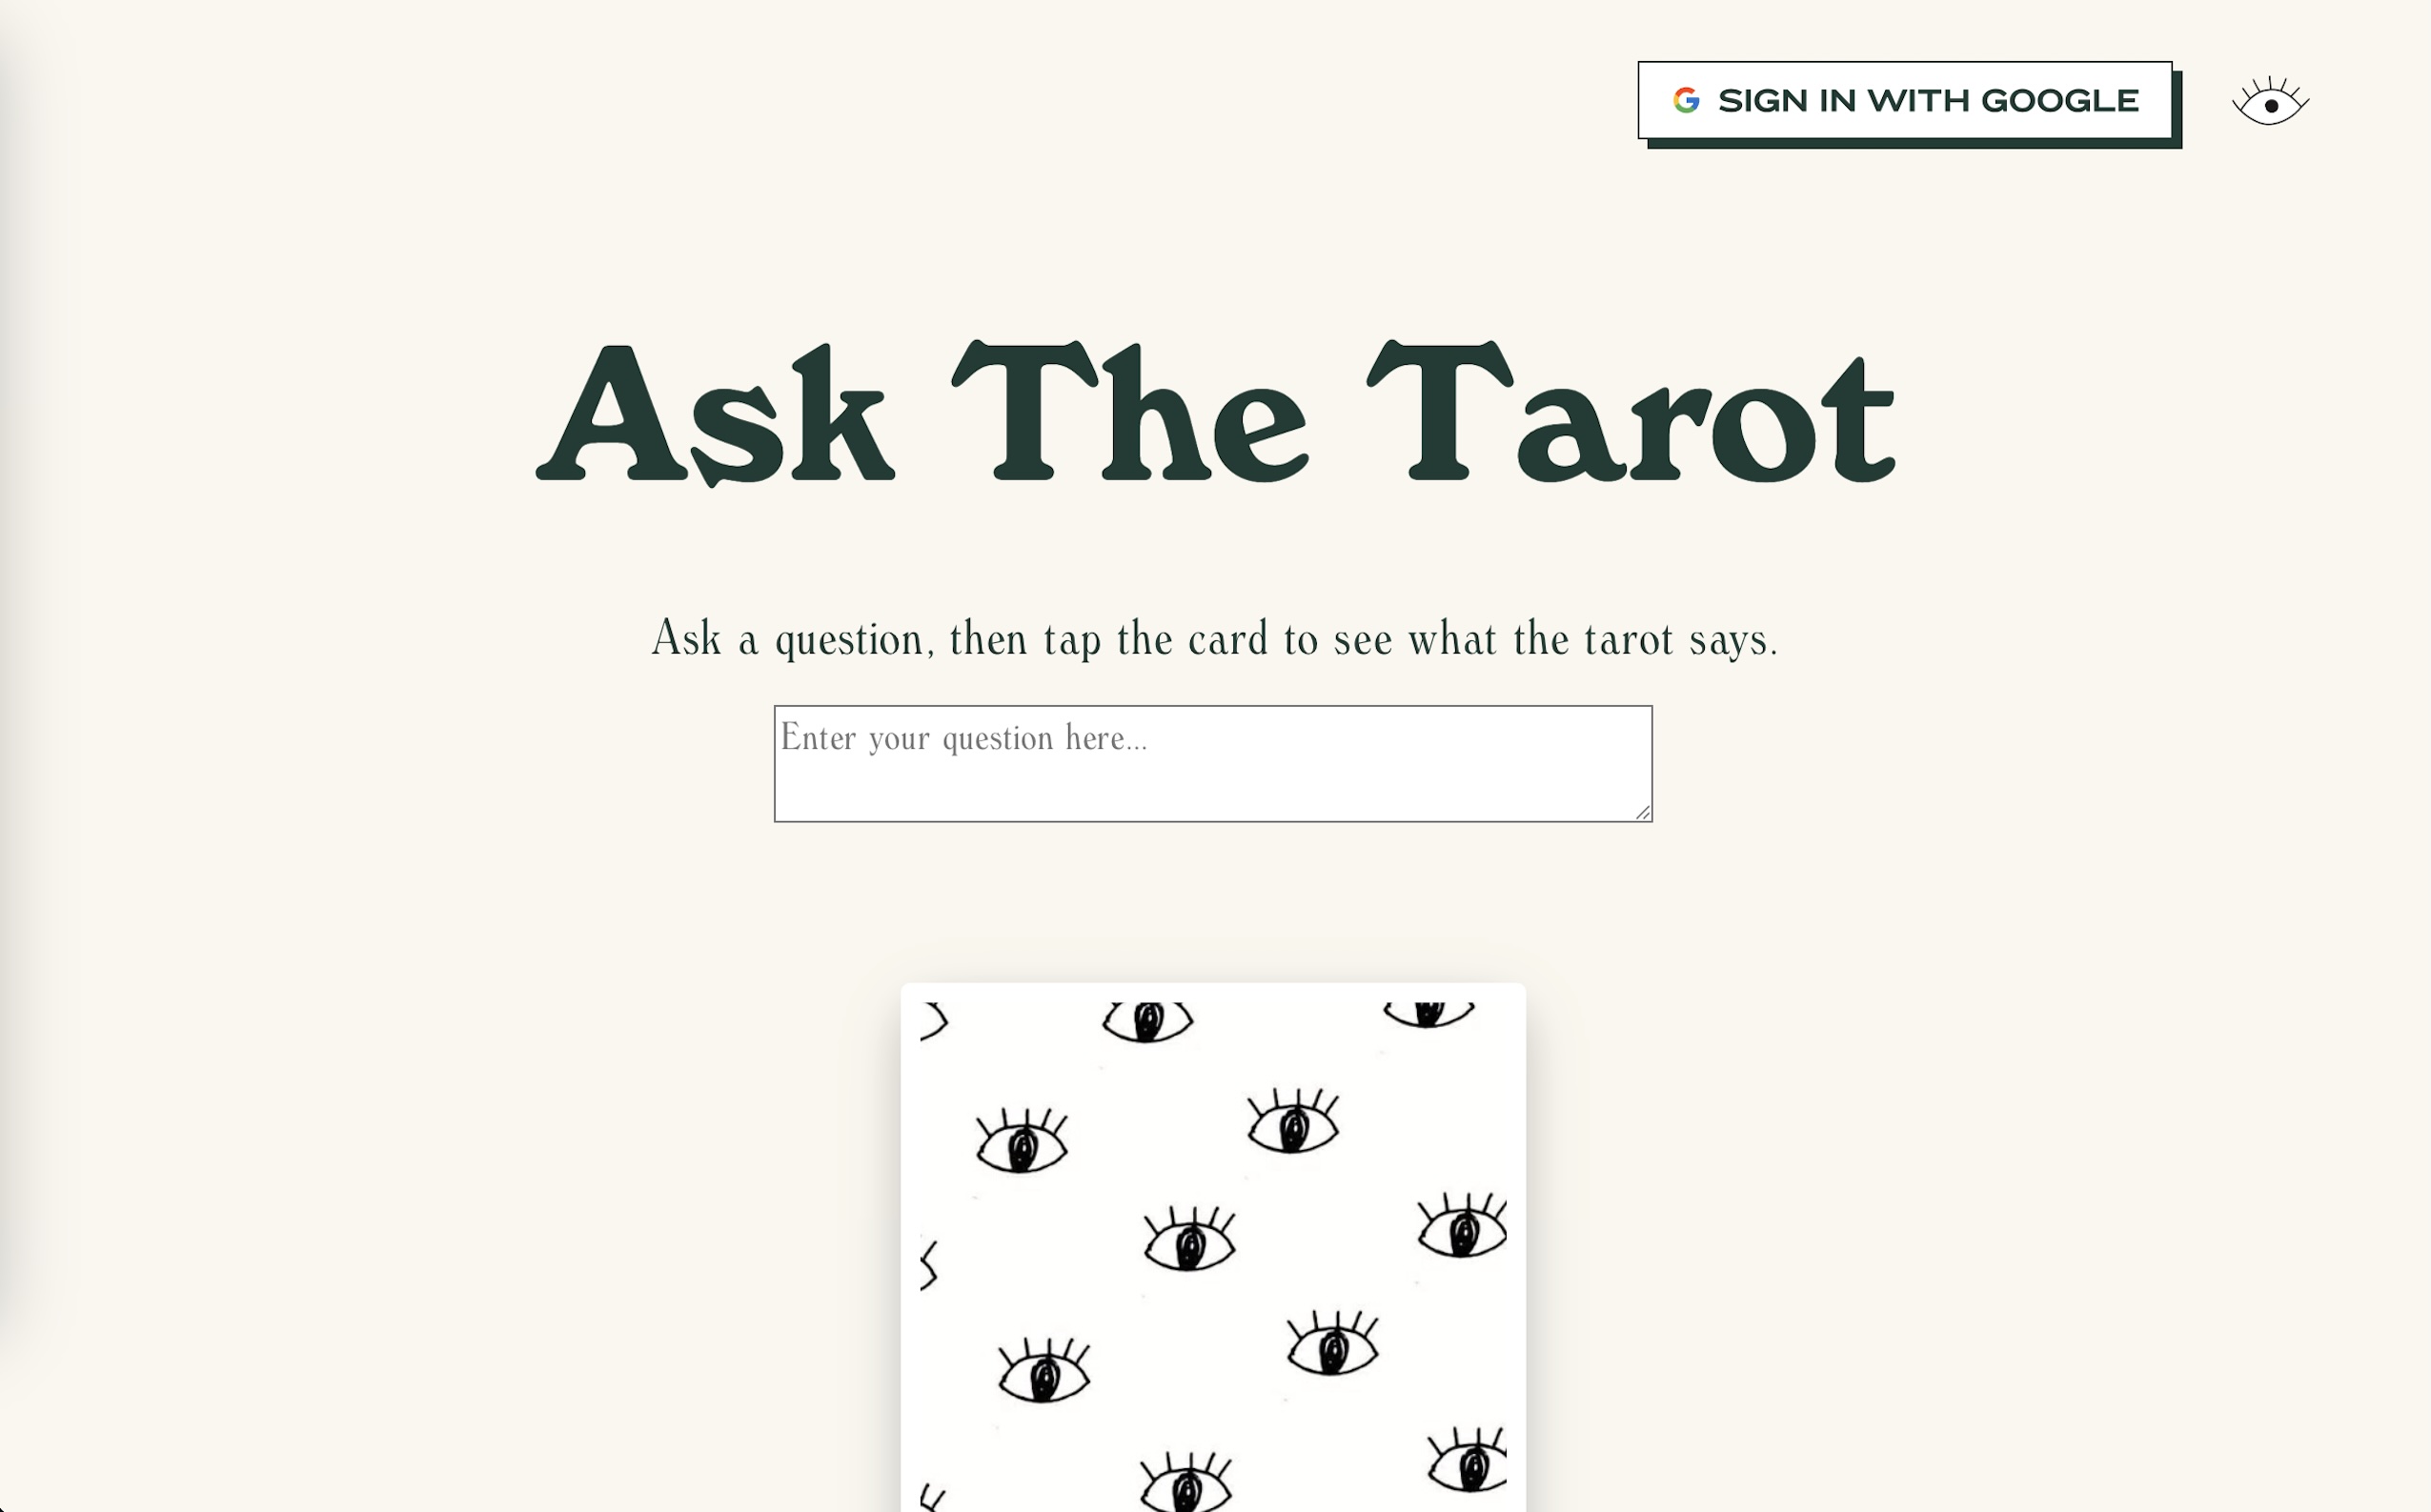 SIGN IN WITH GOOGLE
Ask The Tarot
Ask a question, then tap the card to see what the tarot says.
Enter your question here...